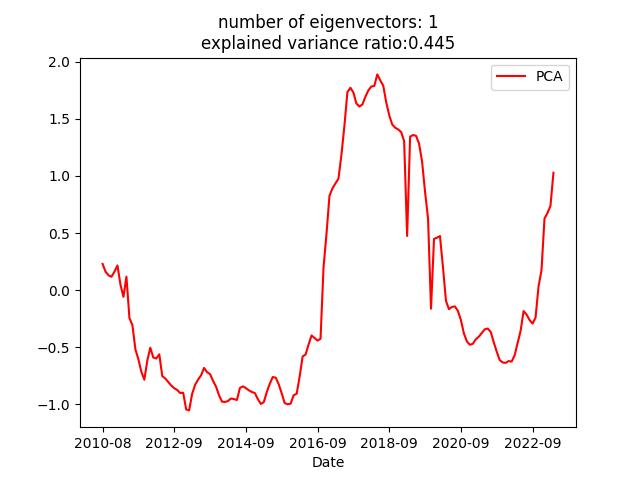 number of eigenvectors: 1
explained variance ratio:0.445
PCA
2.0
1.5
1.0
0.5
0.0
−0.5
−1.0
2010-08 2012-09 2014-09 2016-09 2018-09 2020-09 2022-09
Date